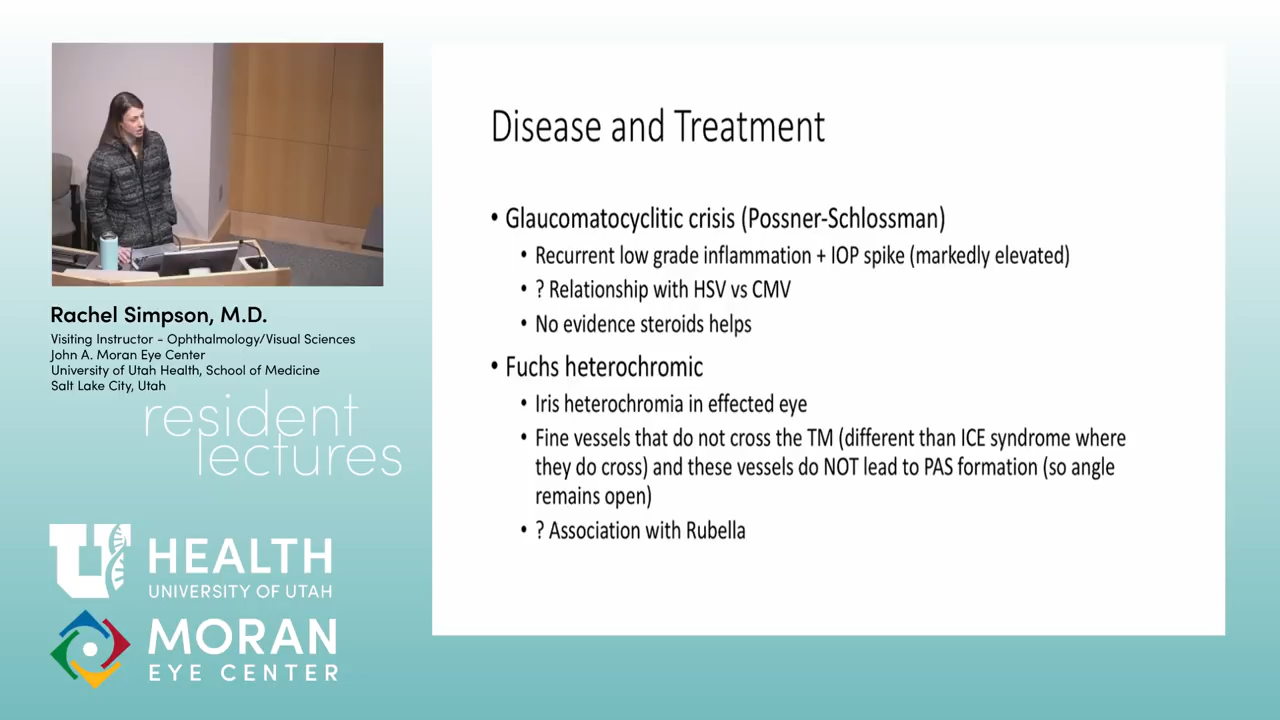 Disease and Treatment
• Glaucomatocyclitic crisis (Possner-Schlossman)
• Recurrent low grade inflammation + IOP spike (markedly elevated)
• ? Relationship with HSV vs CMV
• No evidence steroids helps
• Fuchs heterochromic
• Iris heterochromia in effected eye
• Fine vessels that do not cross the TM (different than ICE syndrome where
they do cross) and these vessels do NOT lead to PAS formation (so angle
remains open)
• ? Association with Rubella
Rachel Simpson, M.D.
Visiting Instructor - Ophthalmology/Visual Sciences
John A. Moran Eye Center
University of Utah Health, School of Medicine
Salt Lake City, Utah
resident
lectures
U HEALTH
UNIVERSITY OF UTAH
MORAN
EYE CENTER